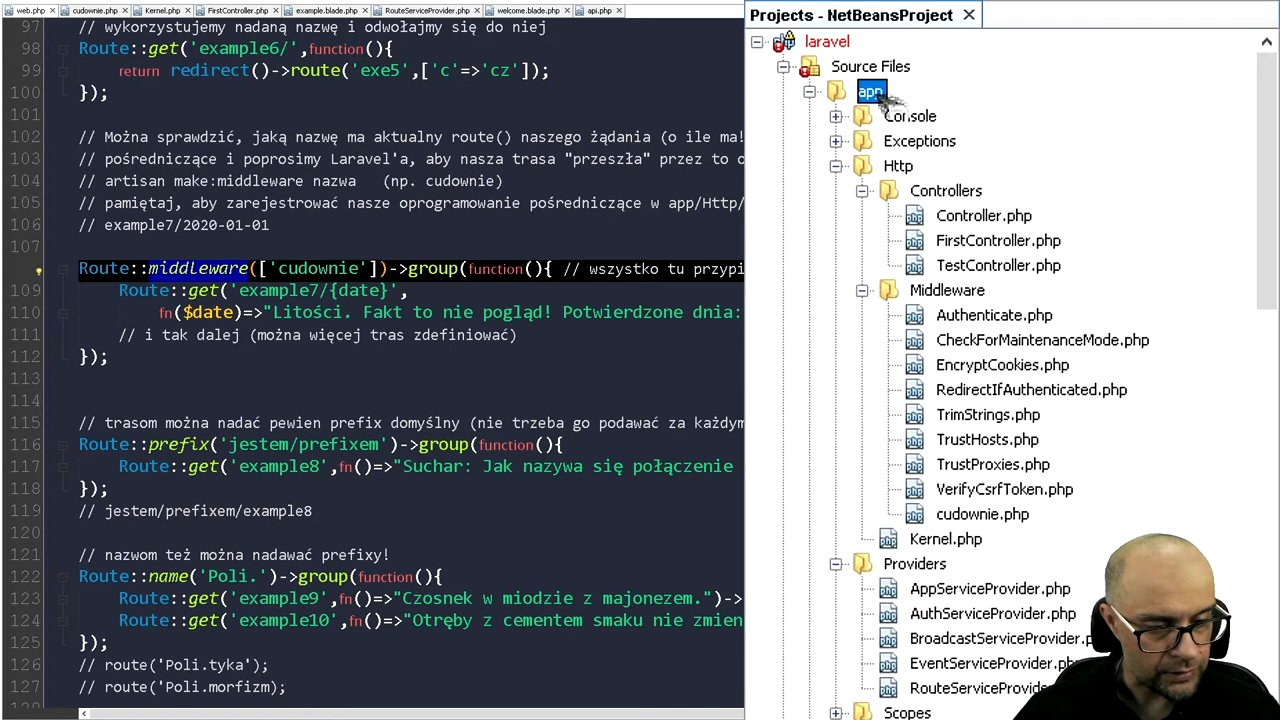 web.php cudownie.php Kernel.php FirstController.php example.blade.php RouteServiceProvider.php welcome.blade.php api.php
97 // wykorzystujemy nadaną nazwę i odwołajmy się do niej
98 Route::get('example6/',function(){
99 return redirect()->route('exe5',['c'=>'cz']);
100 });
101
102 // Można sprawdzić, jaką nazwę ma aktualny route() naszego żądania (o ile ma!
103 // pośredniczące i poprosimy Laravel'a, aby nasza trasa "przeszła" przez to o
104 // artisan make:middleware nazwa (np. cudownie)
105 // pamiętaj, aby zarejestrować nasze oprogramowanie pośredniczące w app/Http/
106 // example7/2020-01-01
107
Route::middleware(['cudownie'])->group(function(){ // wszystko tu przypi
109 Route::get('example7/{date}',
110 fn($date)=>"Litości. Fakt to nie pogląd! Potwierdzone dnia:
111 // i tak dalej (można więcej tras zdefiniować)
112 });
113
114
115 // trasom można nadać pewien prefix domyślny (nie trzeba go podawać za każdym
116 Route::prefix('jestem/prefixem')->group(function(){
117 Route::get('example8',fn()=>"Suchar: Jak nazywa się połączenie
118 });
119 // jestem/prefixem/example8
120
121 // nazwom też można nadawać prefixy!
122 Route::name('Poli.')->group(function(){
123 Route::get('example9',fn()=>"Czosnek w miodzie z majonezem.")->
124 Route::get('example10',fn()=>"Otręby z cementem smaku nie zmien
125 });
126 // route('Poli.tyka');
127 // route('Poli.morfizm);
Projects - NetBeansProject
laravel
Source Files
app
Console
Exceptions
Http
Controllers
Controller.php
FirstController.php
TestController.php
Middleware
Authenticate.php
CheckForMaintenanceMode.php
EncryptCookies.php
RedirectIfAuthenticated.php
TrimStrings.php
TrustHosts.php
TrustProxies.php
VerifyCsrfToken.php
cudownie.php
Kernel.php
Providers
AppServiceProvider.php
AuthServiceProvider.php
BroadcastServiceProvider.p
EventServiceProvider.ph
RouteServiceProvide
Scopes